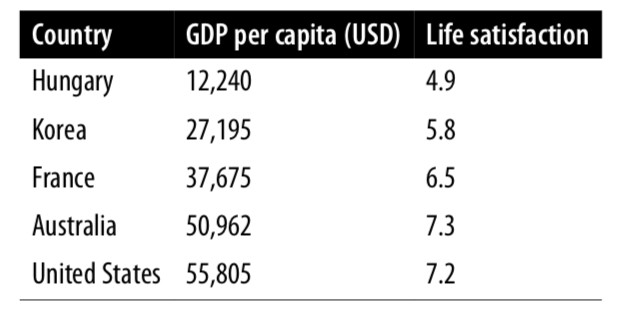 Country GDP per capita (USD) Life satisfaction
Hungary 12,240 4.9
Korea 27,195 5.8
France 37,675 6.5
Australia 50,962 7.3
United States 55,805 7.2